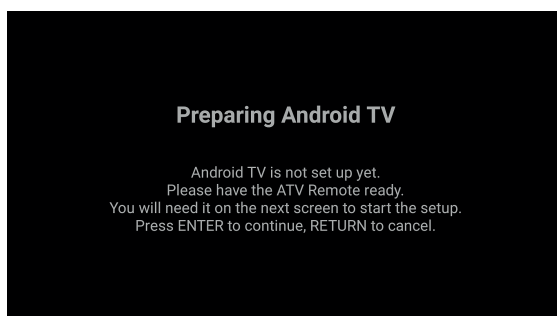 Preparing Android TV
Android TV is not set up yet.
Please have the ATV Remote ready.
You will need it on the next screen to start the setup.
Press ENTER to continue, RETURN to cancel.